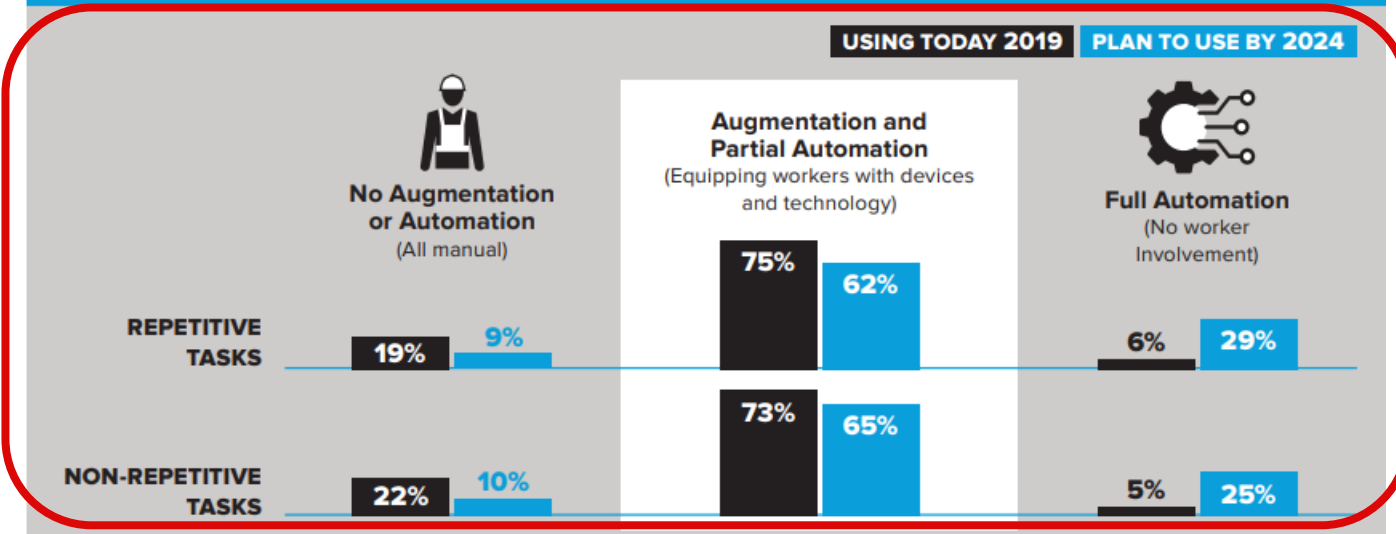 USING TODAY 2019 PLAN TO USE BY 2024
No Augmentation
or Automation
(All manual)
Augmentation and
Partial Automation
(Equipping workers with devices
and technology)
Full Automation
(No worker
Involvement)
REPETITIVE
TASKS
19% 9% 75% 62% 6% 29%
NON-REPETITIVE
TASKS
22% 10% 73% 65% 5% 25%